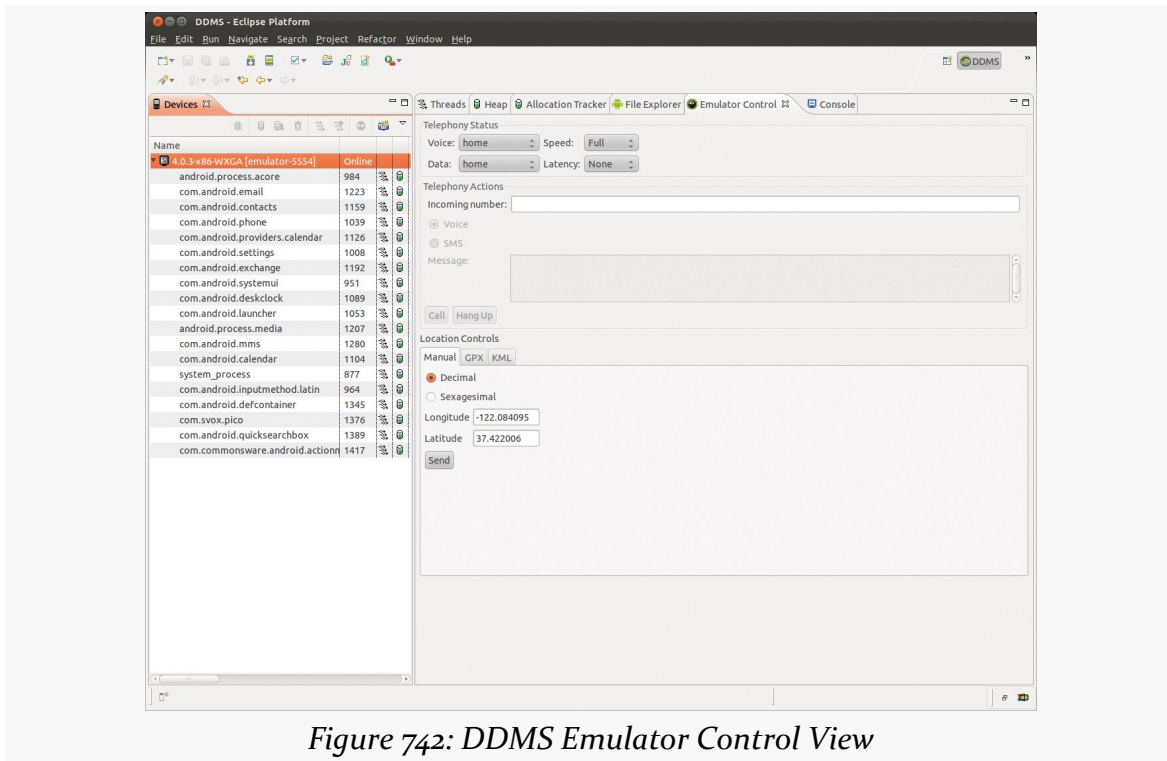 DDMS - Eclipse Platform
File Edit Run Navigate Search Project Refactor Window Help
DDMS
»
Devices
Threads Heap Allocation Tracker File Explorer Emulator Control Console
Name
4.0.3-x86-WXGA [emulator-5554] Online
android.process.acore 984
com.android.email 1223
com.android.contacts 1159
com.android.phone 1039
com.android.providers.calendar 1126
com.android.settings 1008
com.android.exchange 1192
com.android.systemui 951
com.android.deskclock 1089
com.android.launcher 1053
android.process.media 1207
com.android.mms 1280
com.android.calendar 1104
system_process 877
com.android.inputmethod.latin 964
com.android.defcontainer 1345
com.svox.pico 1376
com.android.quicksearchbox 1389
com.commonsware.android.actionn 1417
Telephony Status
Voice: home Speed: Full
Data: home Latency: None
Telephony Actions
Incoming number:
Voice
SMS
Message:
Call Hang Up
Location Controls
Manual GPX KML
Decimal
Sexagesimal
Longitude -122.084095
Latitude 37.422006
Send
Figure 742: DDMS Emulator Control View